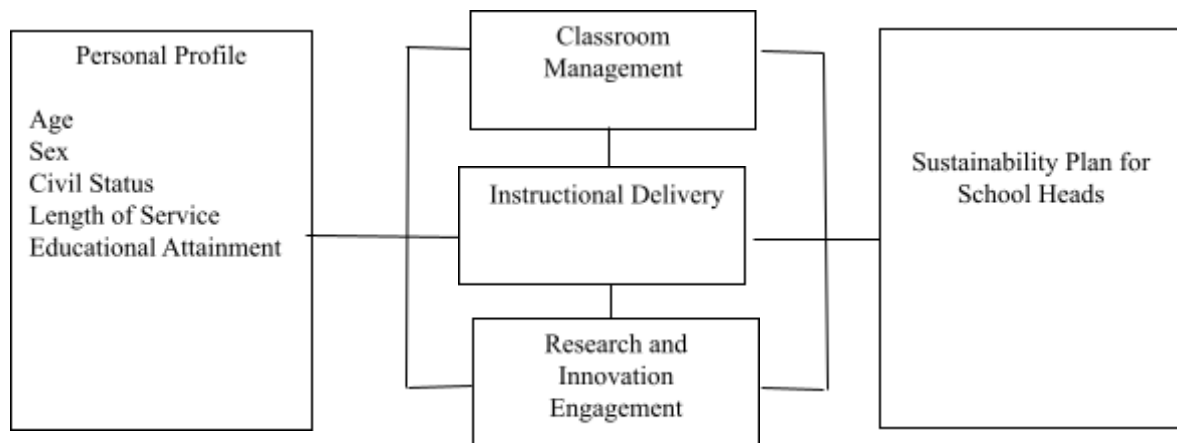 Personal Profile
Age
Sex
Civil Status
Length of Service
Educational Attainment
Classroom
Management
Instructional Delivery
Research and
Innovation
Engagement
Sustainability Plan for
School Heads